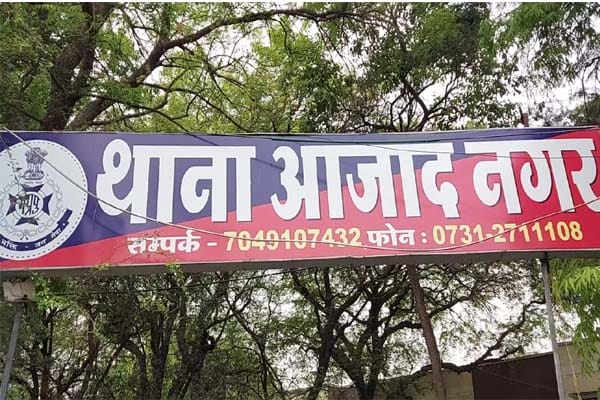 थाना आजाद नगर
सम्पर्क - 7049107432 फोन : 0731-2711108